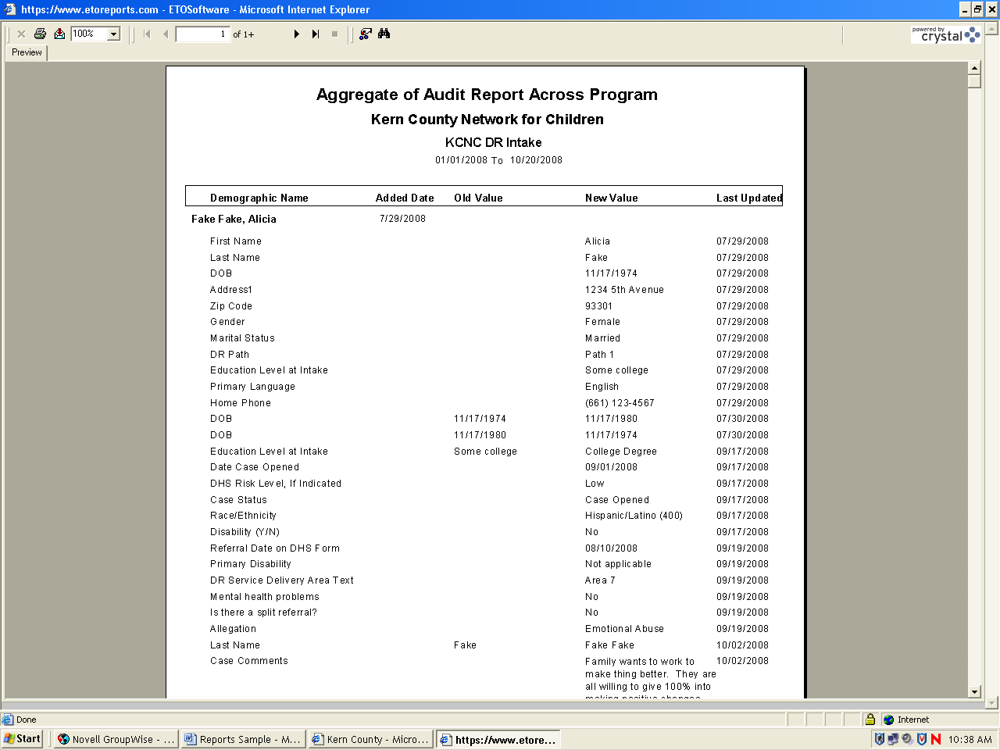 https://www.etoreports.com - ETOSoftware - Microsoft Internet Explorer
100% 1 of 1+ powered by crystal
Preview
Aggregate of Audit Report Across Program
Kern County Network for Children
KCNC DR Intake
01/01/2008 To 10/20/2008
Demographic Name Added Date Old Value New Value Last Updated
Fake Fake, Alicia 7/29/2008
First Name Alicia 07/29/2008
Last Name Fake 07/29/2008
DOB 11/17/1974 07/29/2008
Address1 1234 5th Avenue 07/29/2008
Zip Code 93301 07/29/2008
Gender Female 07/29/2008
Marital Status Married 07/29/2008
DR Path Path 1 07/29/2008
Education Level at Intake Some college 07/29/2008
Primary Language English 07/29/2008
Home Phone (661) 123-4567 07/29/2008
DOB 11/17/1974 11/17/1980 07/30/2008
DOB 11/17/1980 11/17/1974 07/30/2008
Education Level at Intake Some college College Degree 09/17/2008
Date Case Opened 09/01/2008 09/17/2008
DHS Risk Level, If Indicated Low 09/17/2008
Case Status Case Opened 09/17/2008
Race/Ethnicity Hispanic/Latino (400) 09/17/2008
Disability (Y/N) No 09/17/2008
Referral Date on DHS Form 08/10/2008 09/19/2008
Primary Disability Not applicable 09/19/2008
DR Service Delivery Area Text Area 7 09/19/2008
Mental health problems No 09/19/2008
Is there a split referral? No 09/19/2008
Allegation Emotional Abuse 09/19/2008
Last Name Fake Fake Fake 10/02/2008
Case Comments Family wants to work to 10/02/2008
make thing better. They are
all willing to give 100% into
making positive changes
Done Internet
Start Novell GroupWise - ... Reports Sample - M... Kern County - Micro... https://www.etore... 10:38 AM